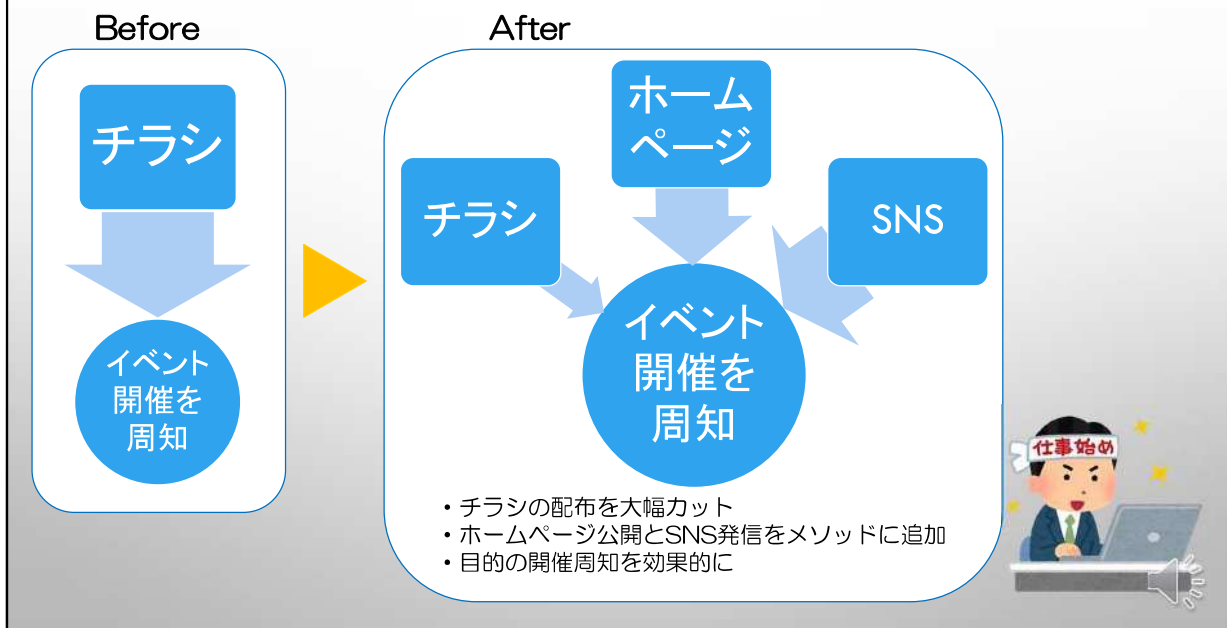 Before
チラシ
イベント
開催を
周知
After
ホーム
ページ
チラシ
SNS
イベント
開催を
周知
・チラシの配布を大幅カット
・ホームページ公開とSNS発信をメソッドに追加
・目的の開催周知を効果的に
仕事始め